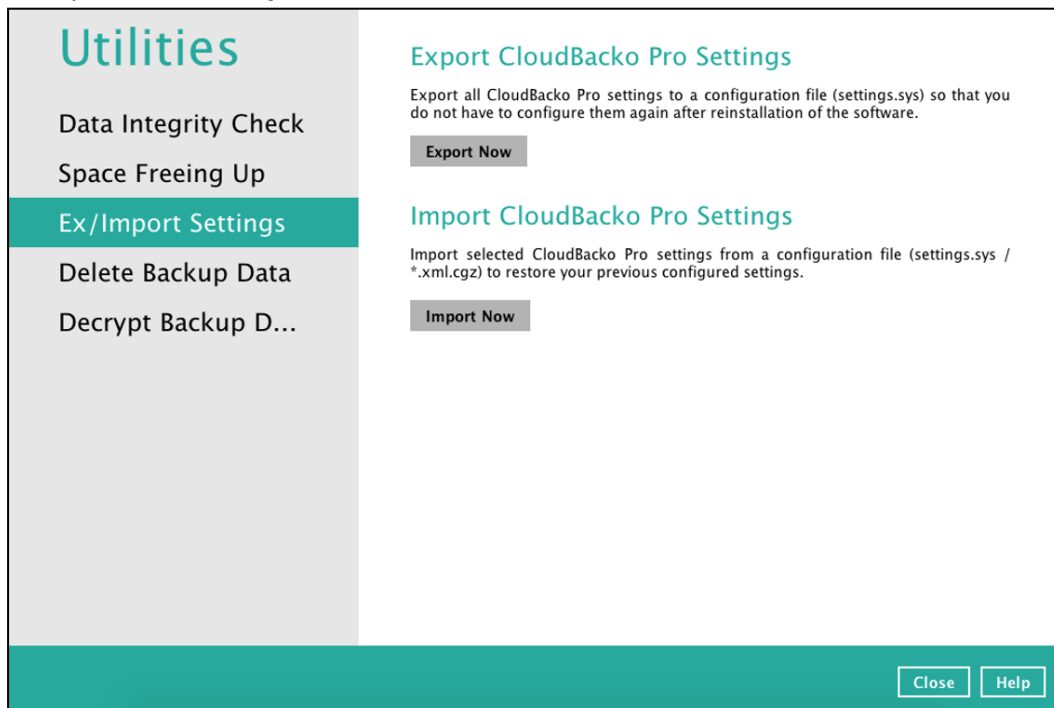 Utilities
Data Integrity Check
Space Freeing Up
Ex/Import Settings
Delete Backup Data
Decrypt Backup D...
Export CloudBacko Pro Settings
Export all CloudBacko Pro settings to a configuration file (settings.sys) so that you
do not have to configure them again after reinstallation of the software.
Export Now
Import CloudBacko Pro Settings
Import selected CloudBacko Pro settings from a configuration file (settings.sys /
*.xml.cgz) to restore your previous configured settings.
Import Now
Close
Help